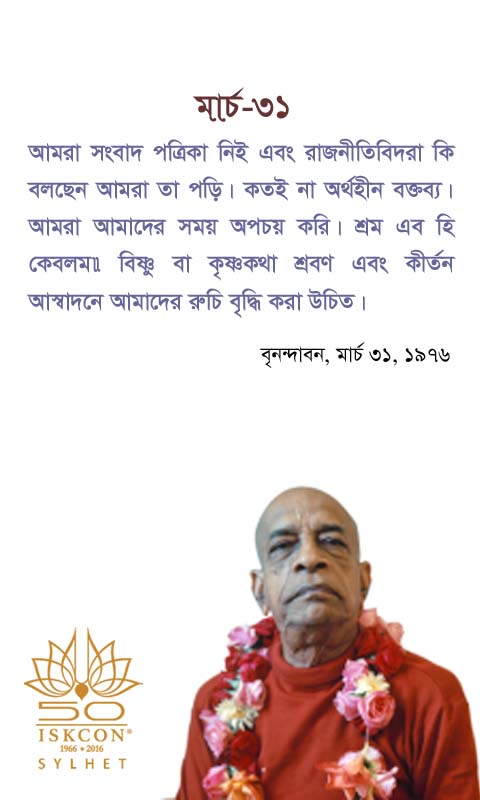 মার্চ-৩১
আমরা সংবাদ পত্রিকা নিই এবং রাজনীতিবিদরা কি
বলছেন আমরা তা পড়ি। কতই না অর্থহীন বক্তব্য।
আমরা আমাদের সময় অপচয় করি। শ্রম এব হি
কেবলম॥ বিষ্ণু বা কৃষ্ণকথা শ্রবণ এবং কীর্তন
আস্বাদনে আমাদের রুচি বৃদ্ধি করা উচিত।
বৃনন্দাবন, মার্চ ৩১, ১৯৭৬
50
ISKCON®
1966 • 2016
SYLHET